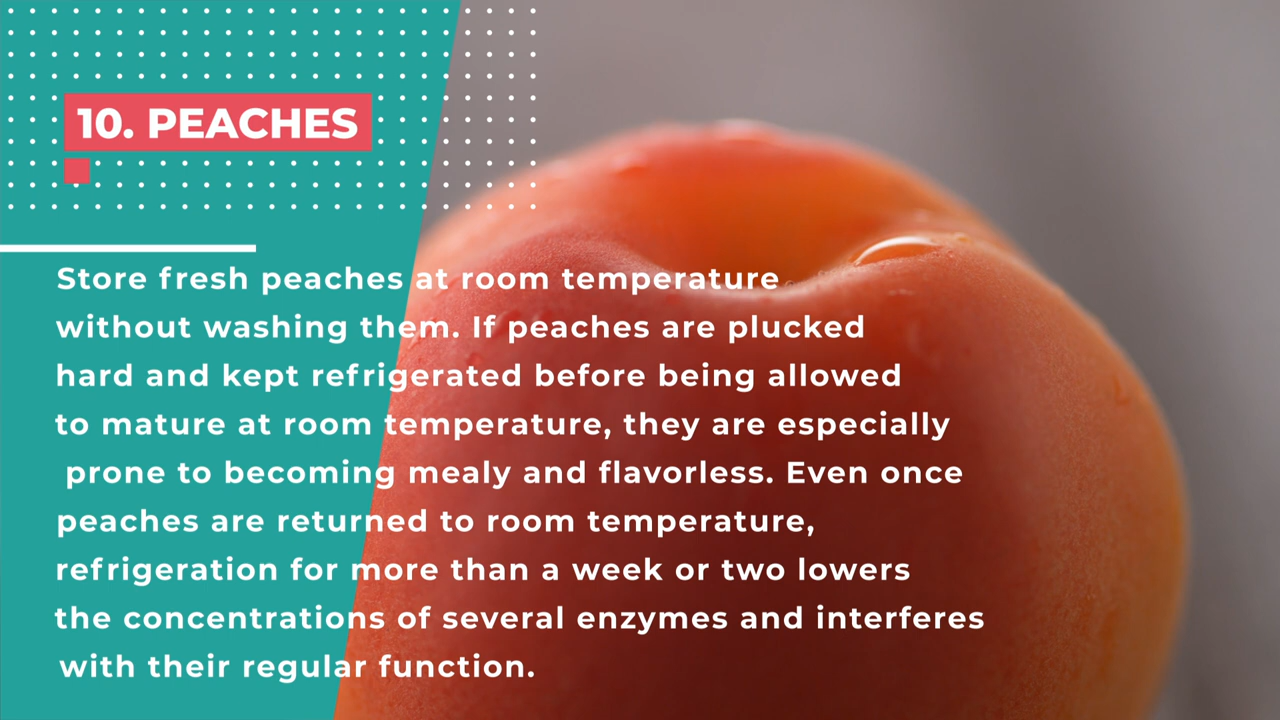 10. PEACHES
Store fresh peaches at room temperature
without washing them. If peaches are plucked
hard and kept refrigerated before being allowed
to mature at room temperature, they are especially
prone to becoming mealy and flavorless. Even once
peaches are returned to room temperature,
refrigeration for more than a week or two lowers
the concentrations of several enzymes and interferes
with their regular function.